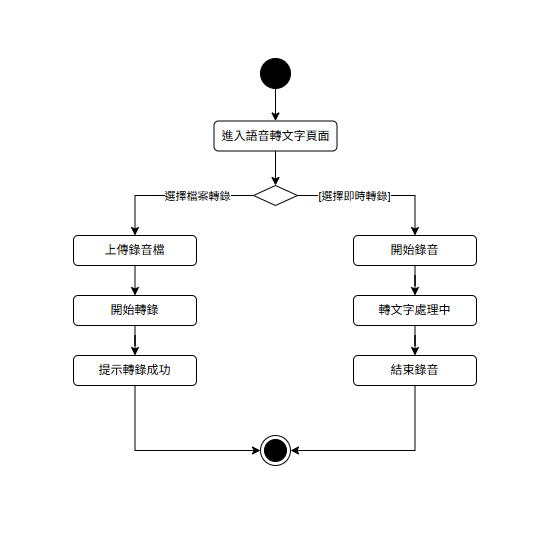 進入語音轉文字頁面
選擇檔案轉錄
[選擇即時轉錄]
上傳錄音檔
開始錄音
開始轉錄
轉文字處理中
提示轉錄成功
結束錄音